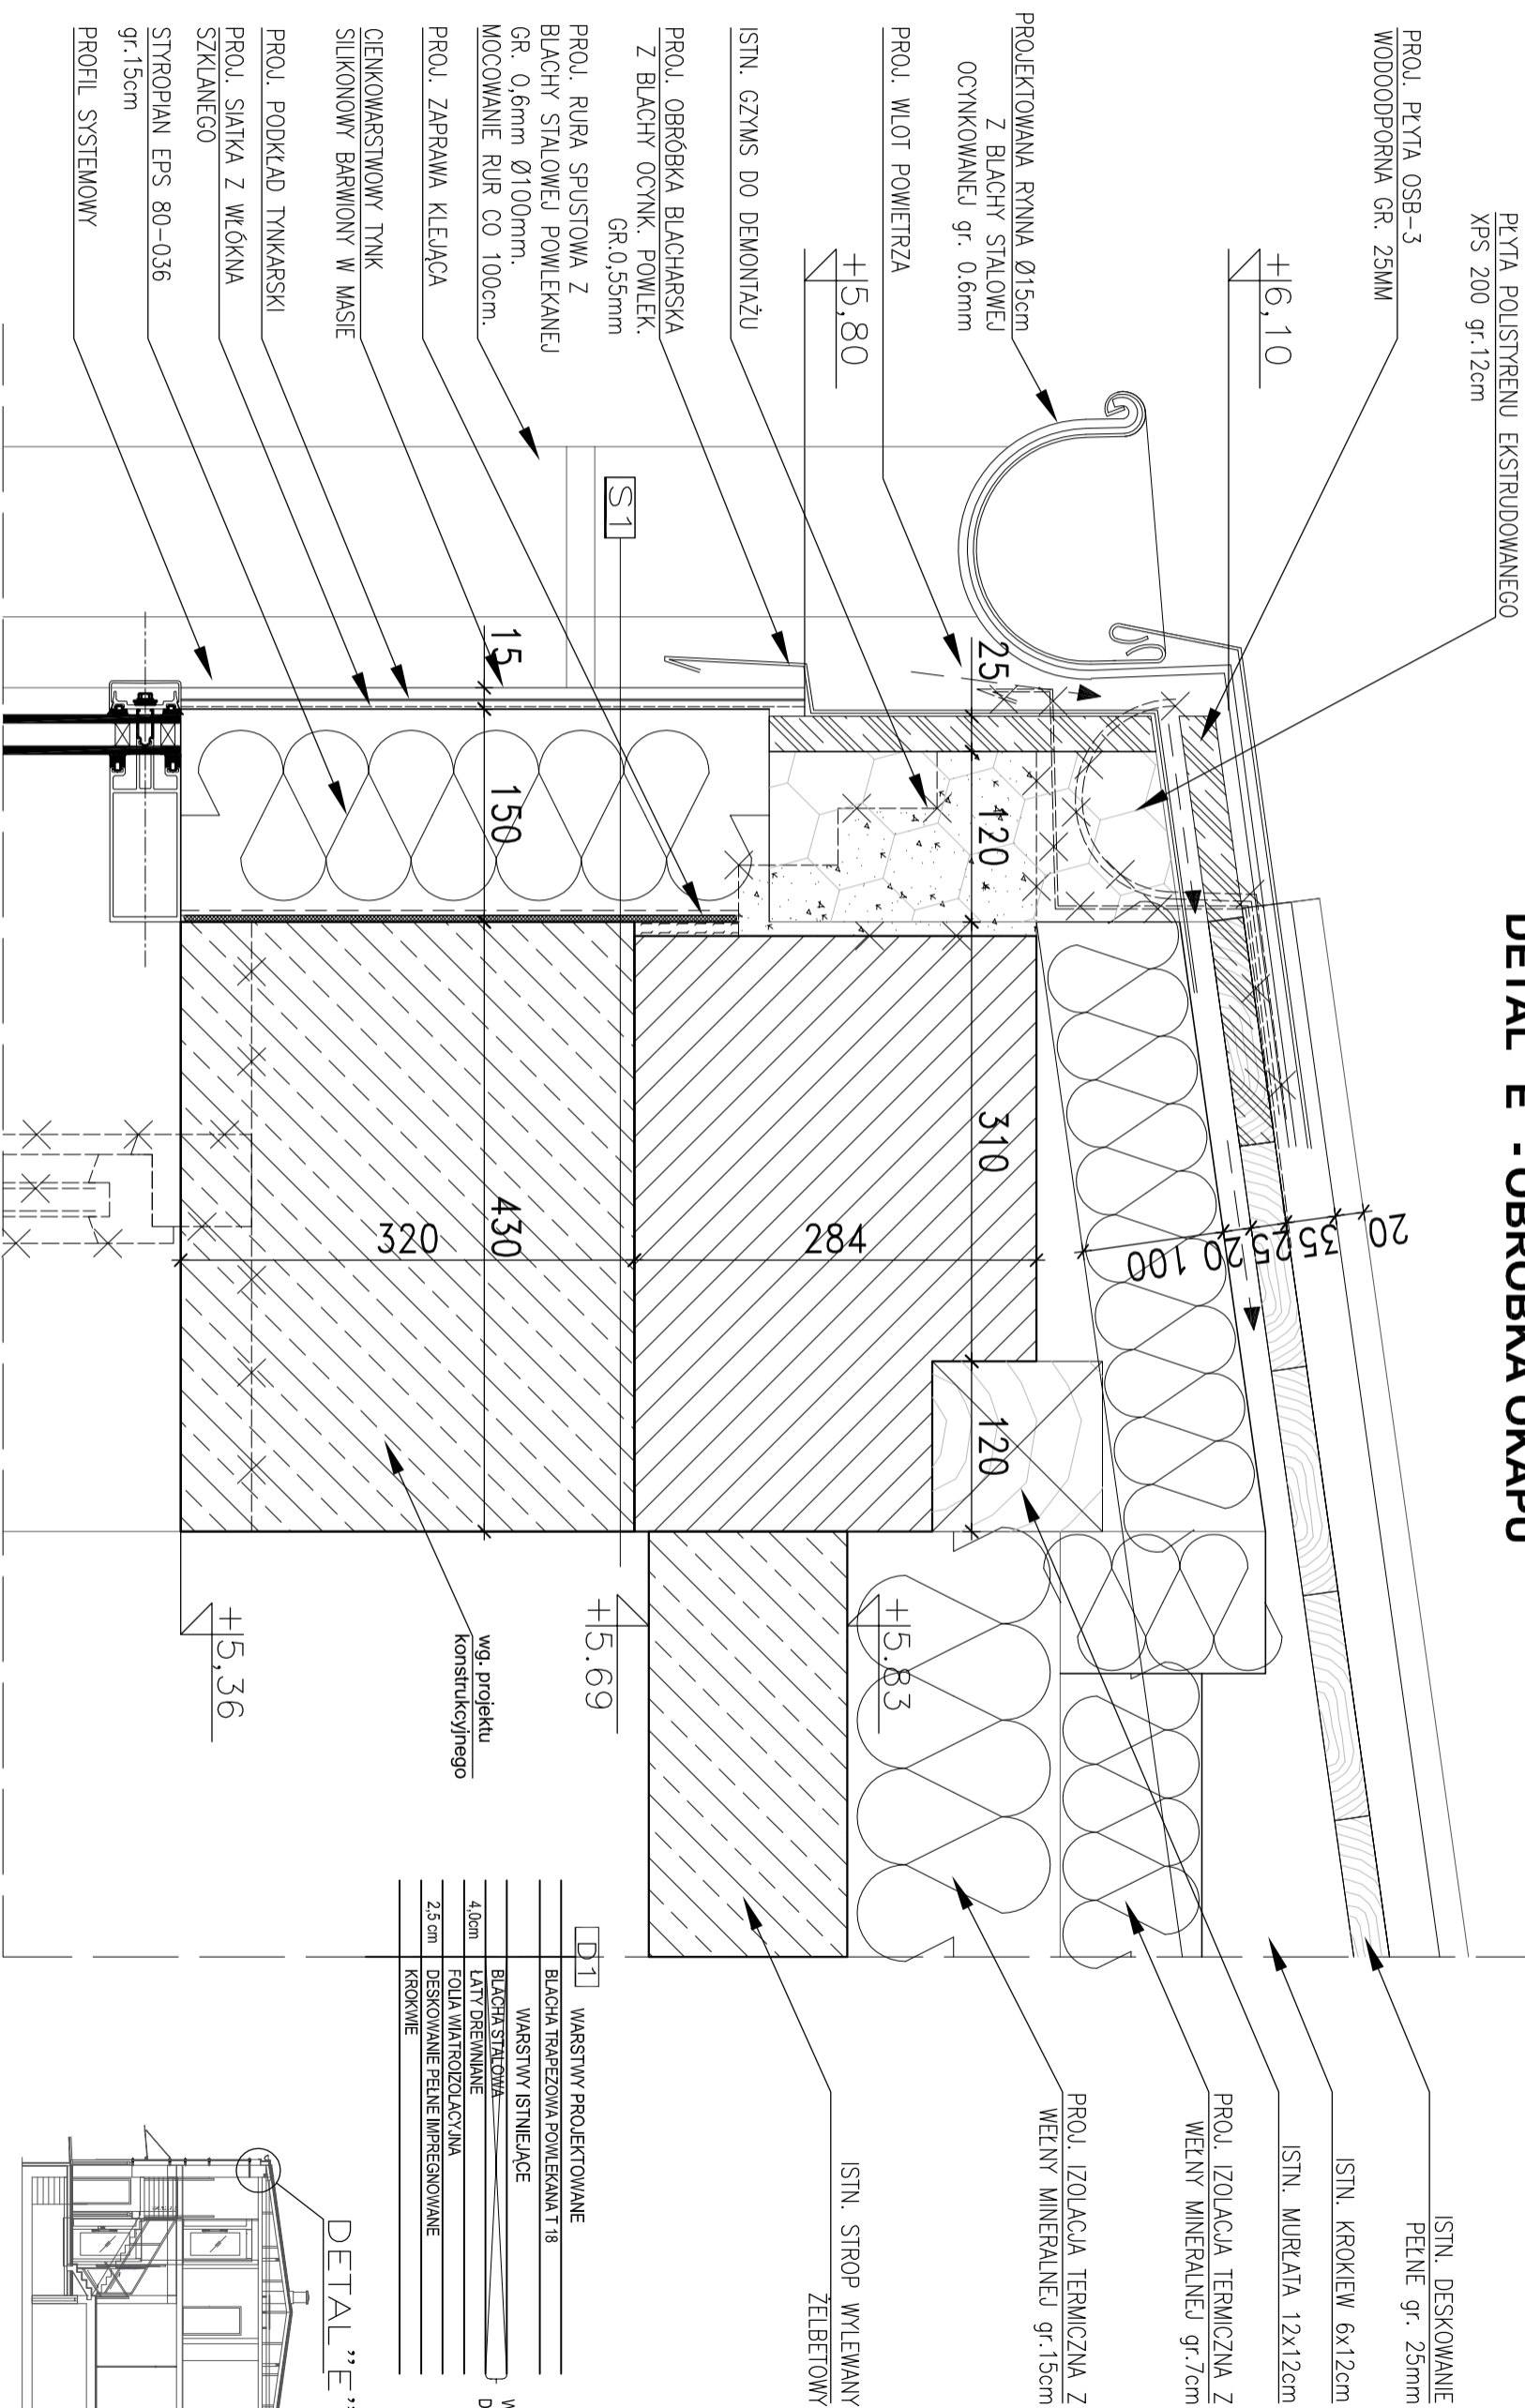 DETAL E - OBRÓBKA OKAPU
PŁYTA POLISTYRENU EKSTRUDOWANEGO
XPS 200 gr.12cm
PROJ. PŁYTA OSB-3
WODOODPORNA GR. 25MM
+6,10
PROJEKTOWANA RYNNA Ø15cm
Z BLACHY STALOWEJ
OCYNKOWANEJ gr. 0.6mm
PROJ. WLOT POWIETRZA
+5,80
ISTN. GZYMS DO DEMONTAŻU
PROJ. OBRÓBKA BLACHARSKA
Z BLACHY OCYNK. POWLEK.
GR.0,55mm
PROJ. RURA SPUSTOWA Z
BLACHY STALOWEJ POWLEKANEJ
GR. 0,6mm Ø100mm.
MOCOWANIE RUR CO 100cm.
PROJ. ZAPRAWA KLEJĄCA
CIENKOWARSTWOWY TYNK
SILIKONOWY BARWIONY W MASIE
PROJ. PODKŁAD TYNKARSKI
PROJ. SIATKA Z WŁÓKNA
SZKLANEGO
STYROPIAN EPS 80-036
gr.15cm
PROFIL SYSTEMOWY
S1
25
120
310
120
15
150
430
320
284
20
35
25
20
100
+5.83
+5.69
+5,36
wg. projektu
konstrukcyjnego
ISTN. DESKOWANIE
PEŁNE gr. 25mm
ISTN. KROKIEW 6x12cm
ISTN. MURŁATA 12x12cm
PROJ. IZOLACJA TERMICZNA Z
WEŁNY MINERALNEJ gr.7cm
PROJ. IZOLACJA TERMICZNA Z
WEŁNY MINERALNEJ gr.15cm
ISTN. STROP WYLEWANY
ŻELBETOWY
D1
WARSTWY PROJEKTOWANE
BLACHA TRAPEZOWA POWLEKANA T 18
WARSTWY ISTNIEJĄCE
BLACHA STALOWA
4,0cm ŁATY DREWNIANE
FOLIA WIATROIZOLACYJNA
2,5 cm DESKOWANIE PEŁNE IMPREGNOWANE
KROKWIE
DETAL "E"